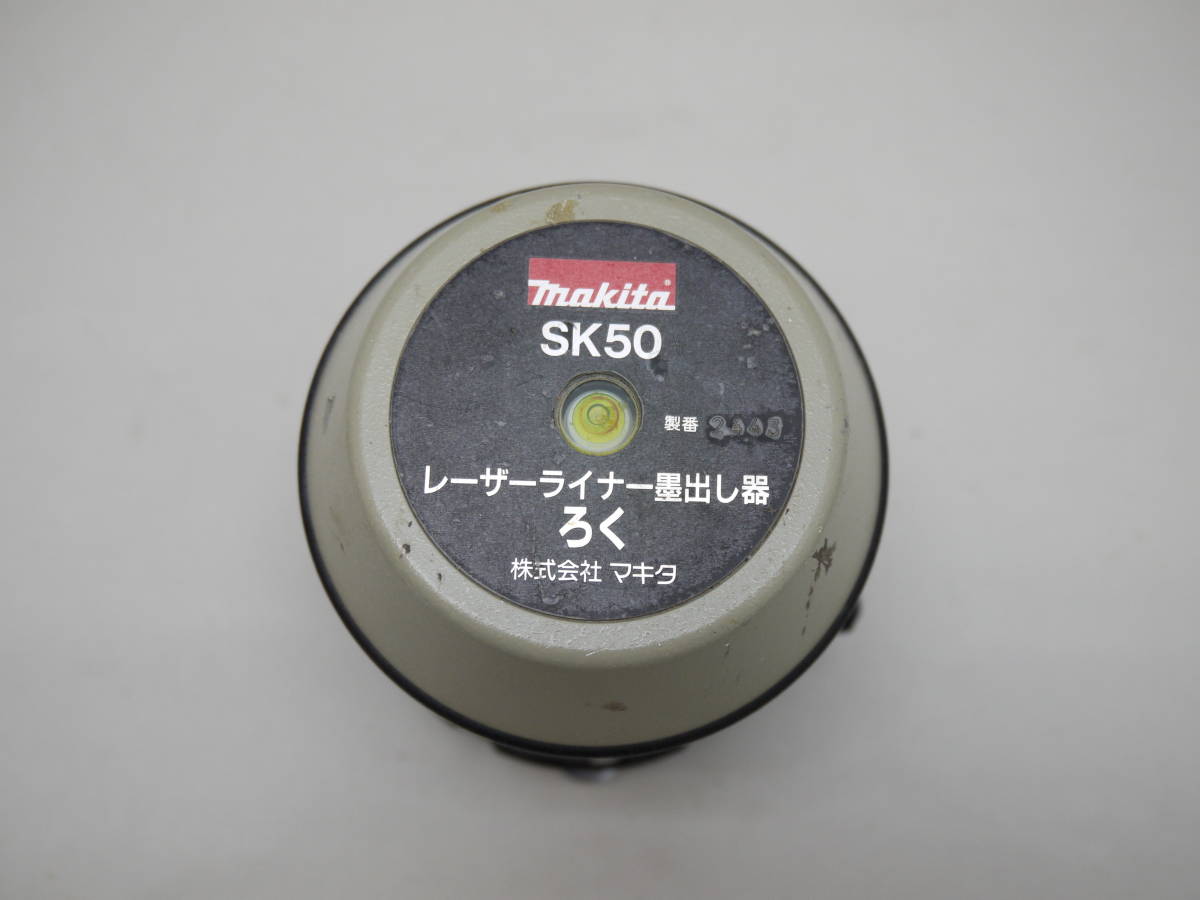 makita
SK50
製番
レーザーライナー墨出し器
ろく
株式会社 マキタ